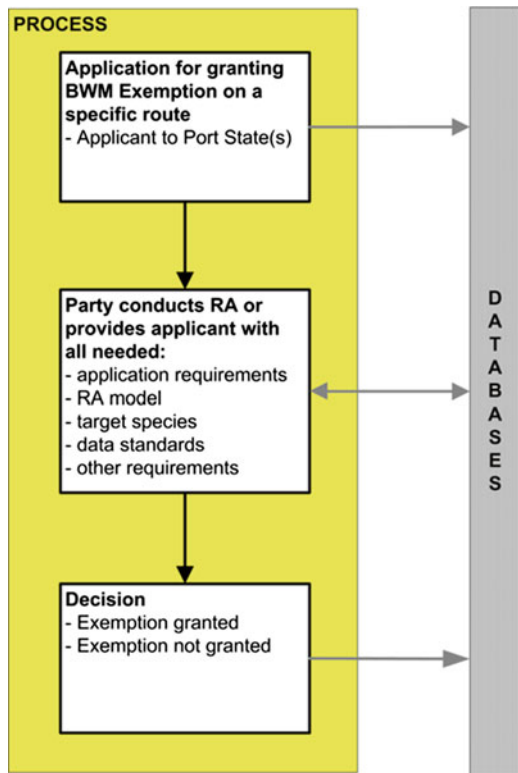 PROCESS
Application for granting
BWM Exemption on a
specific route
- Applicant to Port State(s)
Party conducts RA or
provides applicant with
all needed:
- application requirements
- RA model
- target species
- data standards
- other requirements
Decision
- Exemption granted
- Exemption not granted
DATABASES